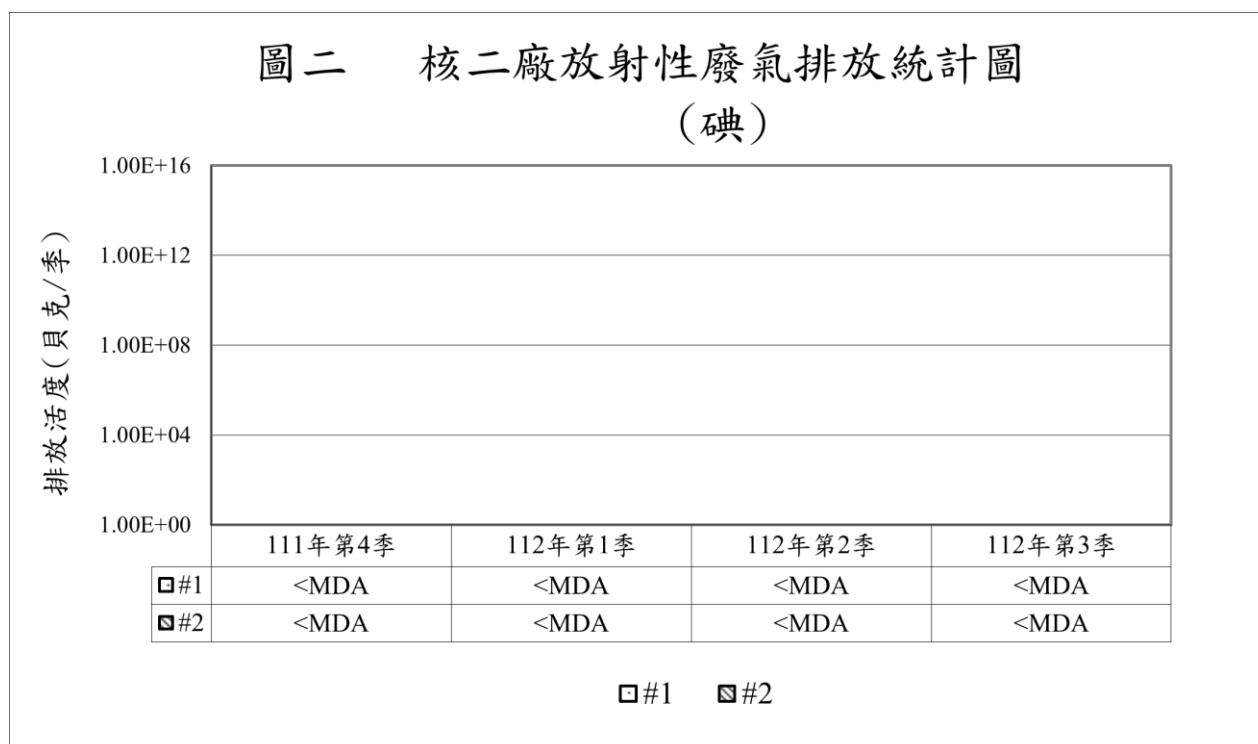 圖二 核二廠放射性廢氣排放統計圖
(碘)
排放活度(貝克/季)
1.00E+16
1.00E+12
1.00E+08
1.00E+04
1.00E+00
111年第4季 112年第1季 112年第2季 112年第3季
#1 <MDA <MDA <MDA <MDA
#2 <MDA <MDA <MDA <MDA
#1 #2